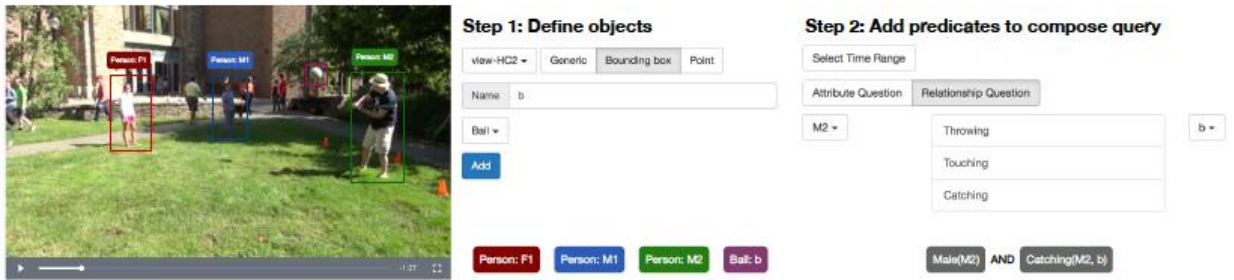 Person: F1
Person: M1
Person: M2
-1:27
Step 1: Define objects
view-HC2
Generic
Bounding box
Point
Name
b
Ball
Add
Person: F1
Person: M1
Person: M2
Ball: b
Step 2: Add predicates to compose query
Select Time Range
Attribute Question
Relationship Question
M2
Throwing
Touching
Catching
b
Male(M2) AND Catching(M2, b)